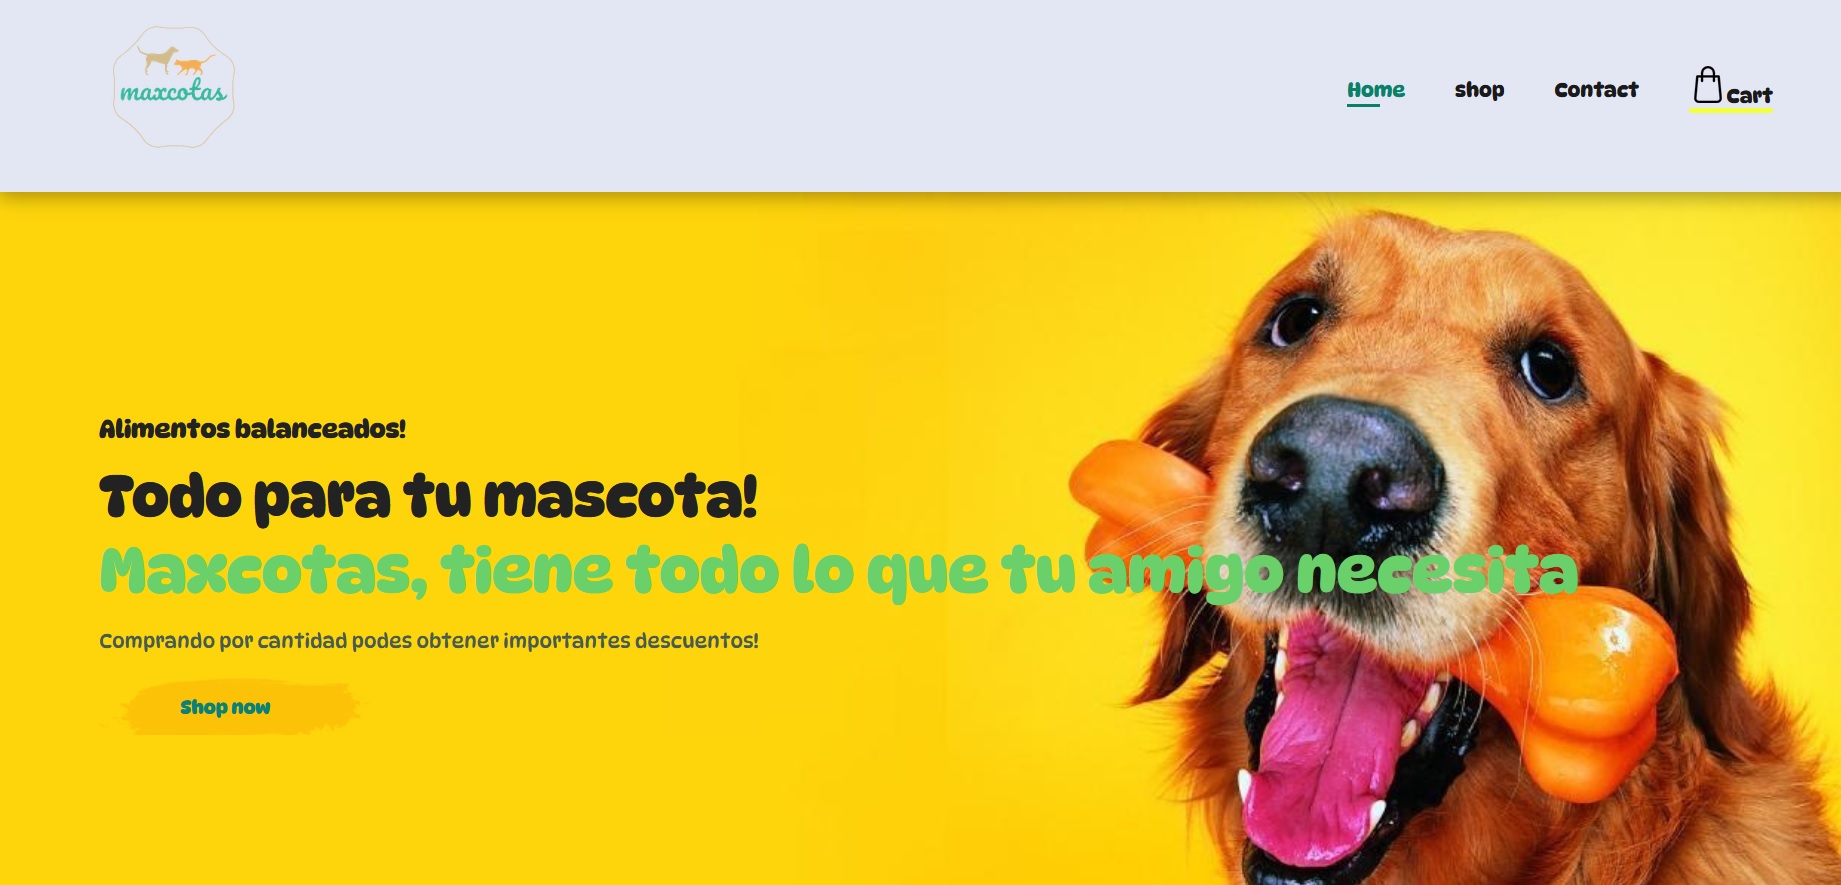 maxcotas
Home shop Contact Cart
Alimentos balanceados!
Todo para tu mascota!
Maxcotas, tiene todo lo que tu amigo necesita
Comprando por cantidad podes obtener importantes descuentos!
Shop now